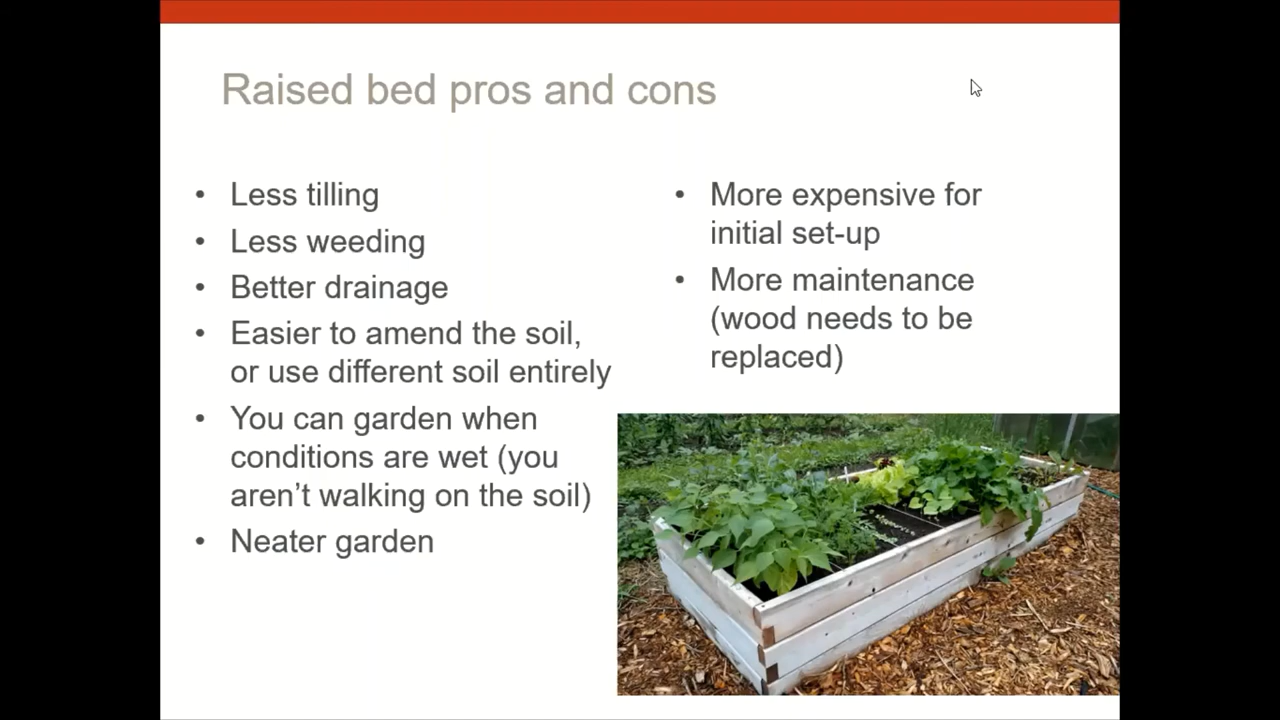 Raised bed pros and cons
• Less tilling
• Less weeding
• Better drainage
• Easier to amend the soil,
or use different soil entirely
• You can garden when
conditions are wet (you
aren’t walking on the soil)
• Neater garden
• More expensive for
initial set-up
• More maintenance
(wood needs to be
replaced)